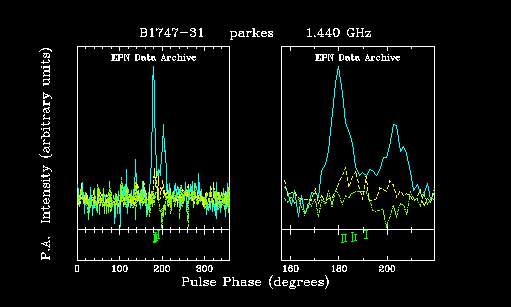 B1747-31 parkes 1.440 GHz
EPN Data Archive EPN Data Archive
P.A. Intensity (arbitrary units)
0 100 200 300 160 180 200
Pulse Phase (degrees)